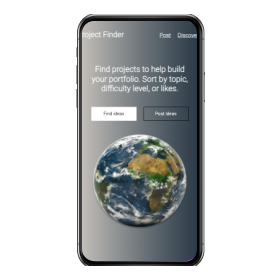 roject Finder
Post
Discove
Find projects to help build
your portfolio. Sort by topic,
difficulty level, or likes.
Find ideas
Post ideas